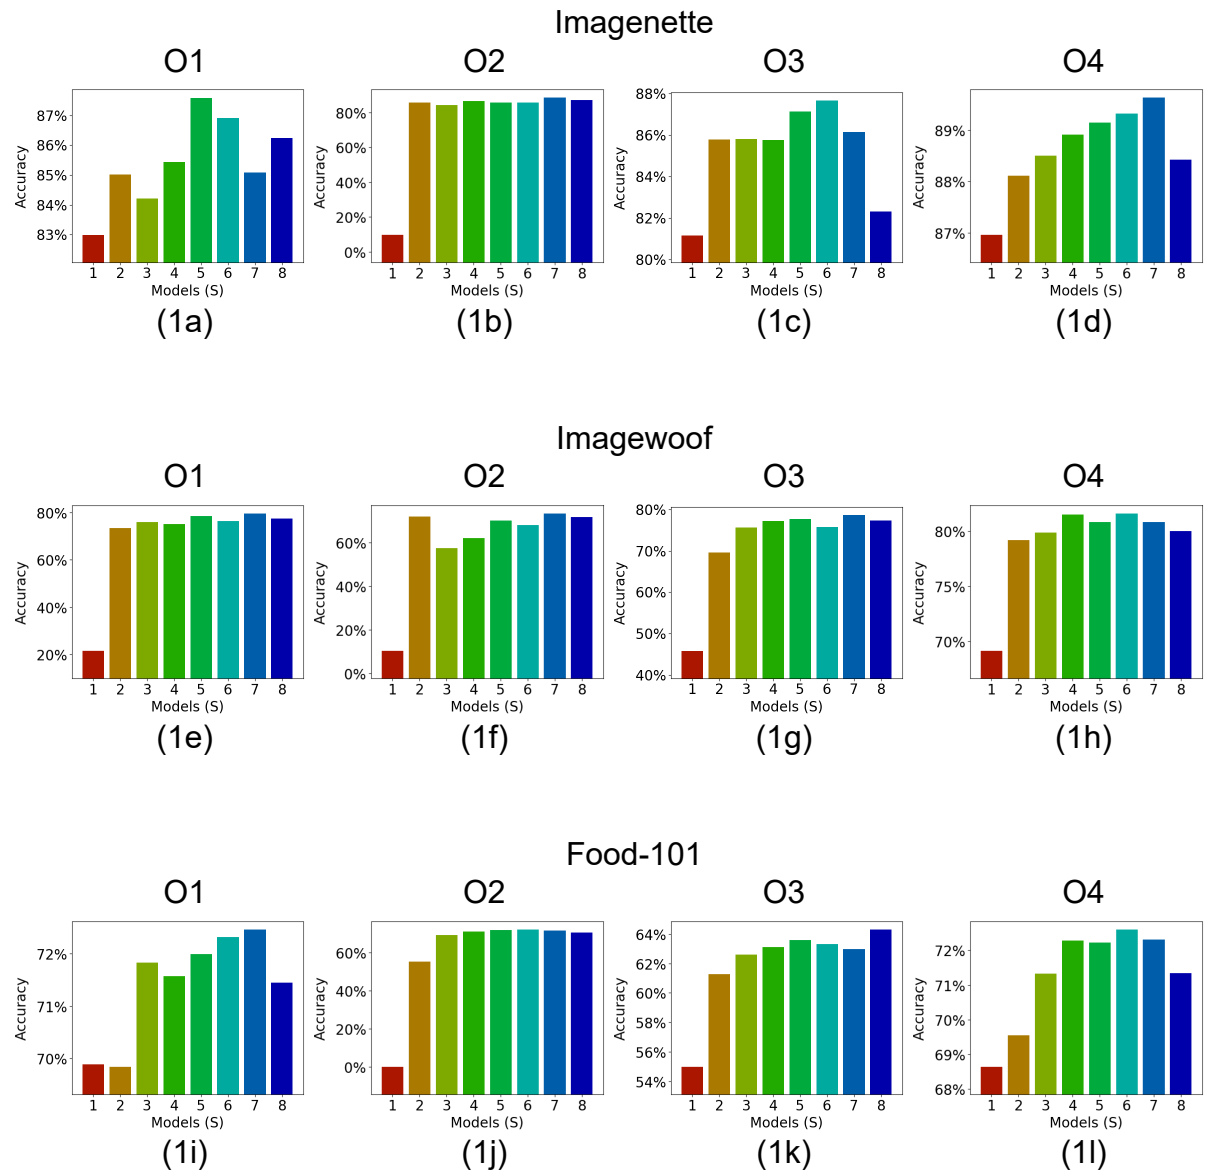 Imagenette
O1 O2 O3 O4
87%
86%
85%
84%
83%
Accuracy
1 2 3 4 5 6 7 8
Models (S)
(1a)
80%
60%
40%
20%
0%
Accuracy
1 2 3 4 5 6 7 8
Models (S)
(1b)
88%
86%
84%
82%
80%
Accuracy
1 2 3 4 5 6 7 8
Models (S)
(1c)
89%
88%
87%
Accuracy
1 2 3 4 5 6 7 8
Models (S)
(1d)
Imagewoof
O1 O2 O3 O4
80%
60%
40%
20%
Accuracy
1 2 3 4 5 6 7 8
Models (S)
(1e)
60%
40%
20%
0%
Accuracy
1 2 3 4 5 6 7 8
Models (S)
(1f)
80%
70%
60%
50%
40%
Accuracy
1 2 3 4 5 6 7 8
Models (S)
(1g)
80%
75%
70%
Accuracy
1 2 3 4 5 6 7 8
Models (S)
(1h)
Food-101
O1 O2 O3 O4
72%
71%
70%
Accuracy
1 2 3 4 5 6 7 8
Models (S)
(1i)
60%
40%
20%
0%
Accuracy
1 2 3 4 5 6 7 8
Models (S)
(1j)
64%
62%
60%
58%
56%
54%
Accuracy
1 2 3 4 5 6 7 8
Models (S)
(1k)
72%
71%
70%
69%
68%
Accuracy
1 2 3 4 5 6 7 8
Models (S)
(1l)